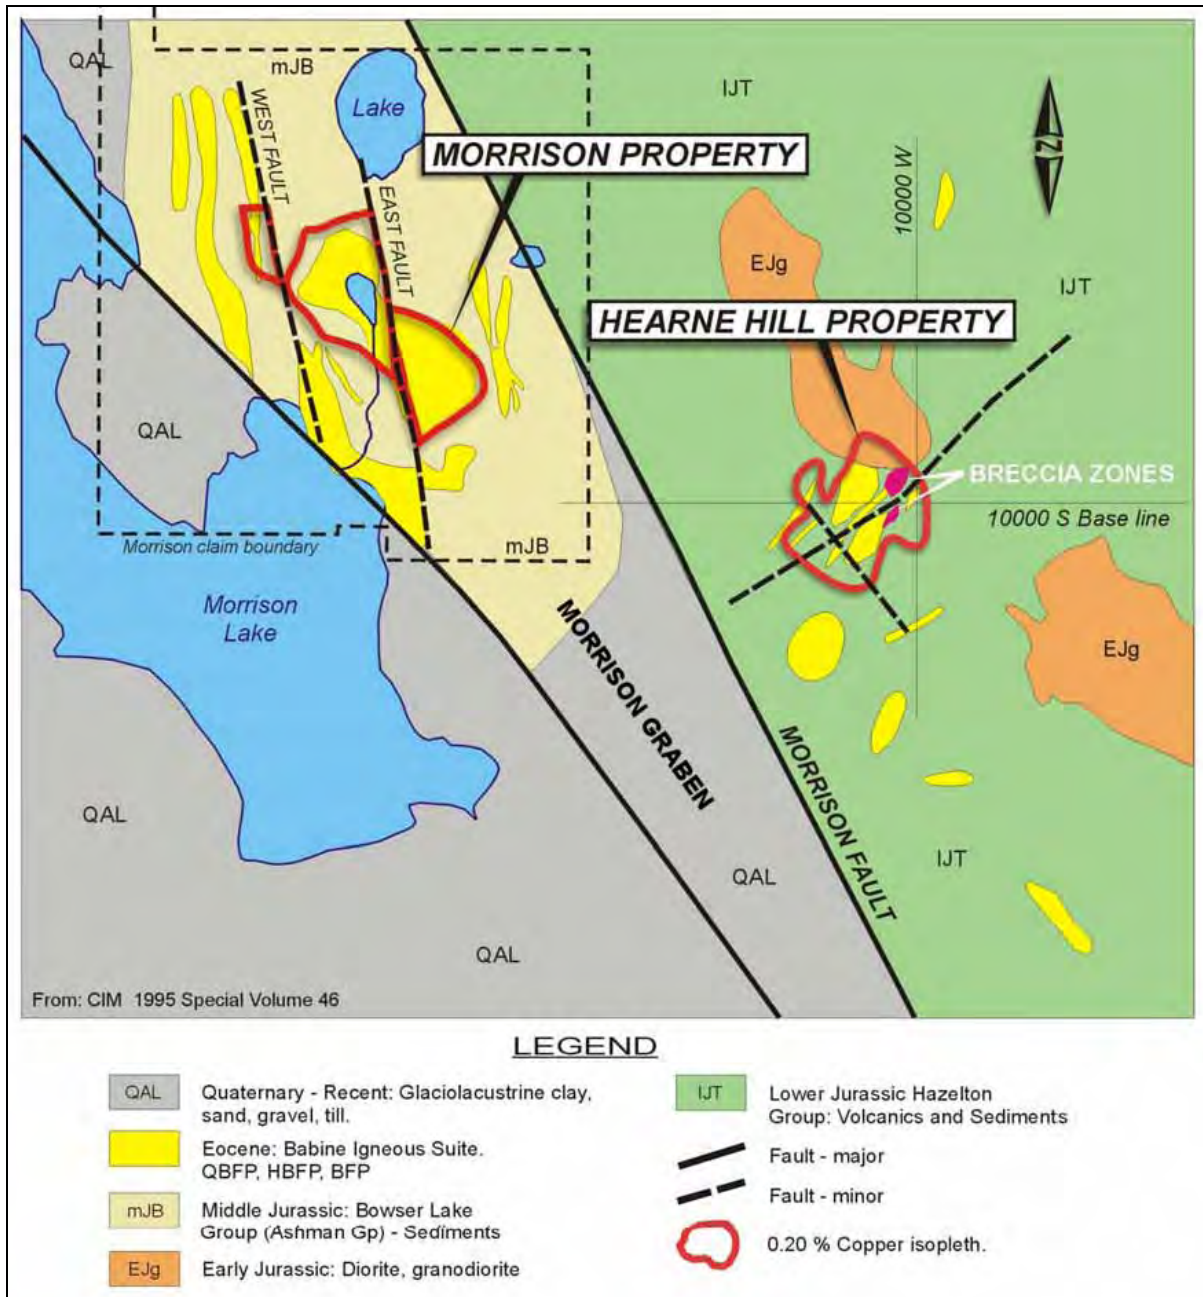 QAL
mJB
IJT
Lake
WEST FAULT
MORRISON PROPERTY
10000 W
N
EAST FAULT
EJg
IJT
HEARNE HILL PROPERTY
QAL
BRECCIA ZONES
10000 S Base line
Morrison claim boundary
mJB
Morrison
Lake
MORRISON GRABEN
EJg
MORRISON FAULT
QAL
IJT
QAL
QAL
From: CIM 1995 Special Volume 46
LEGEND
QAL
Quaternary - Recent: Glaciolacustrine clay,
sand, gravel, till.
Eocene: Babine Igneous Suite.
QBFP, HBFP, BFP
mJB
Middle Jurassic: Bowser Lake
Group (Ashman Gp) - Sediments
EJg
Early Jurassic: Diorite, granodiorite
IJT
Lower Jurassic Hazelton
Group: Volcanics and Sediments
Fault - major
Fault - minor
0.20 % Copper isopleth.